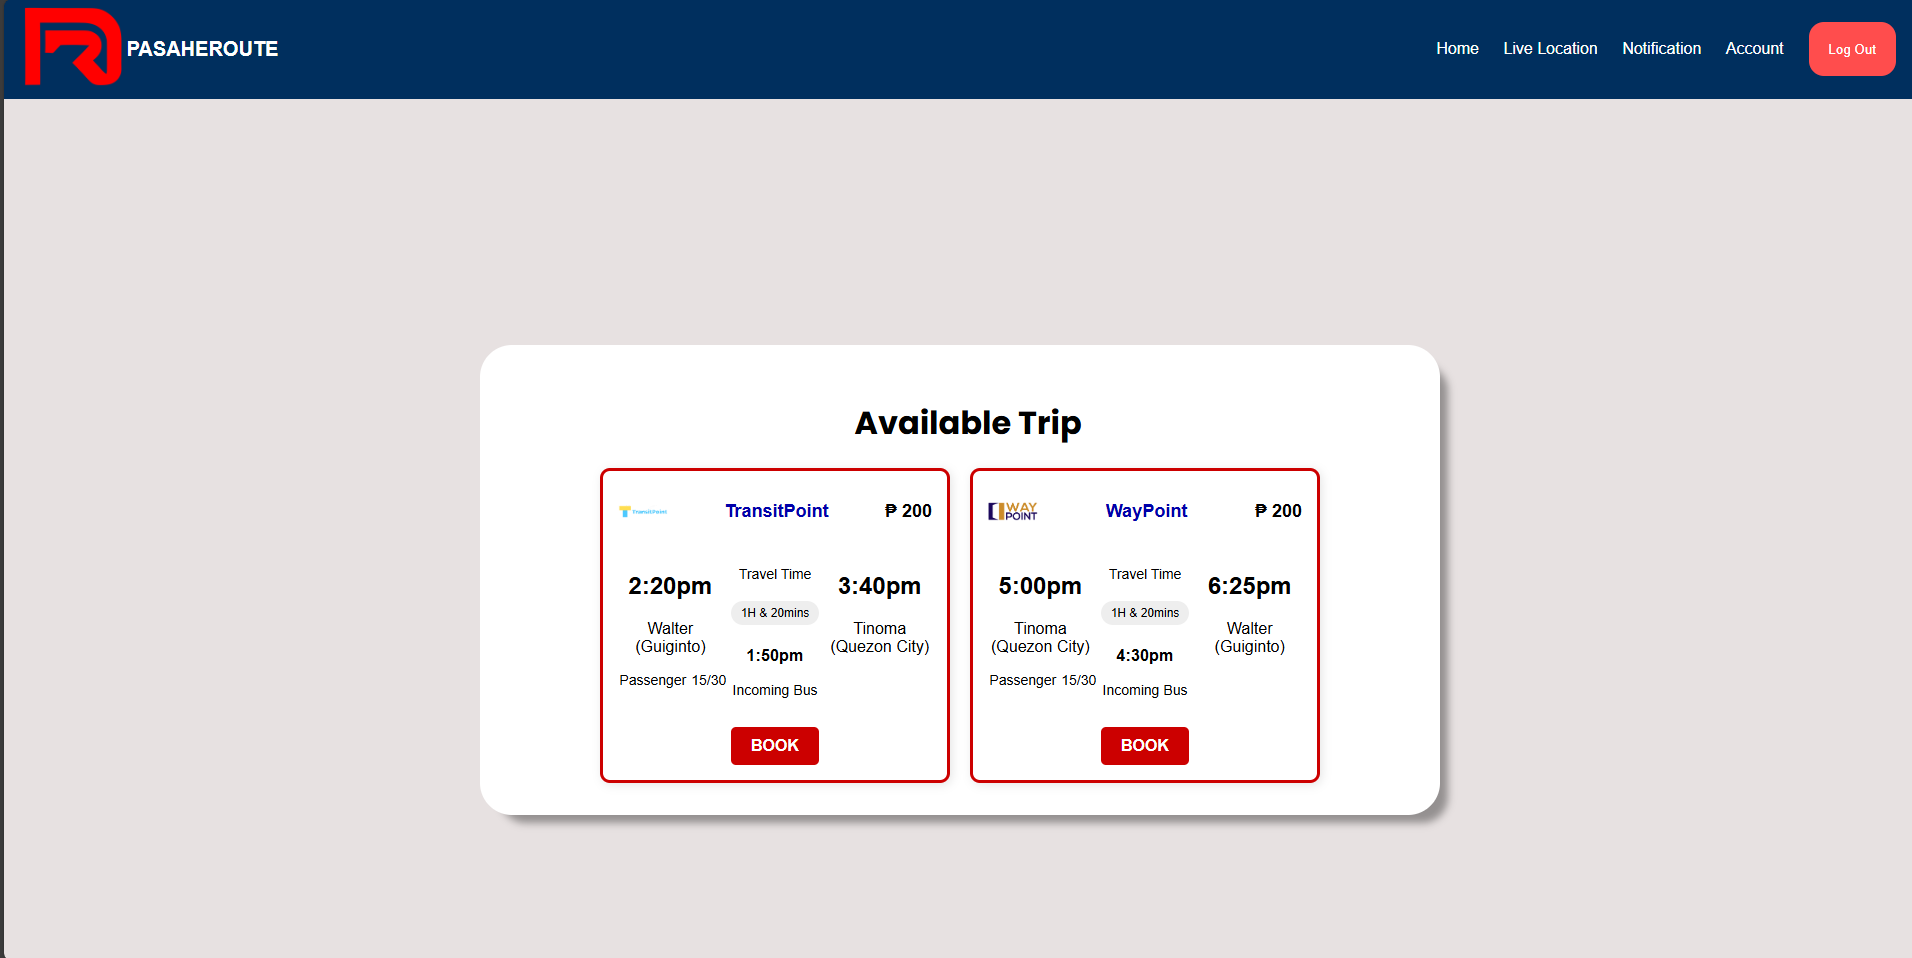 PASAHEROUTE
Home Live Location Notification Account Log Out
Available Trip
TransitPoint TransitPoint ₱ 200
2:20pm Travel Time 3:40pm
1H & 20mins
Walter (Guiginto)
Tinoma (Quezon City)
1:50pm
Passenger 15/30 Incoming Bus
BOOK
WAY POINT WayPoint ₱ 200
5:00pm Travel Time 6:25pm
1H & 20mins
Tinoma (Quezon City)
Walter (Guiginto)
4:30pm
Passenger 15/30 Incoming Bus
BOOK